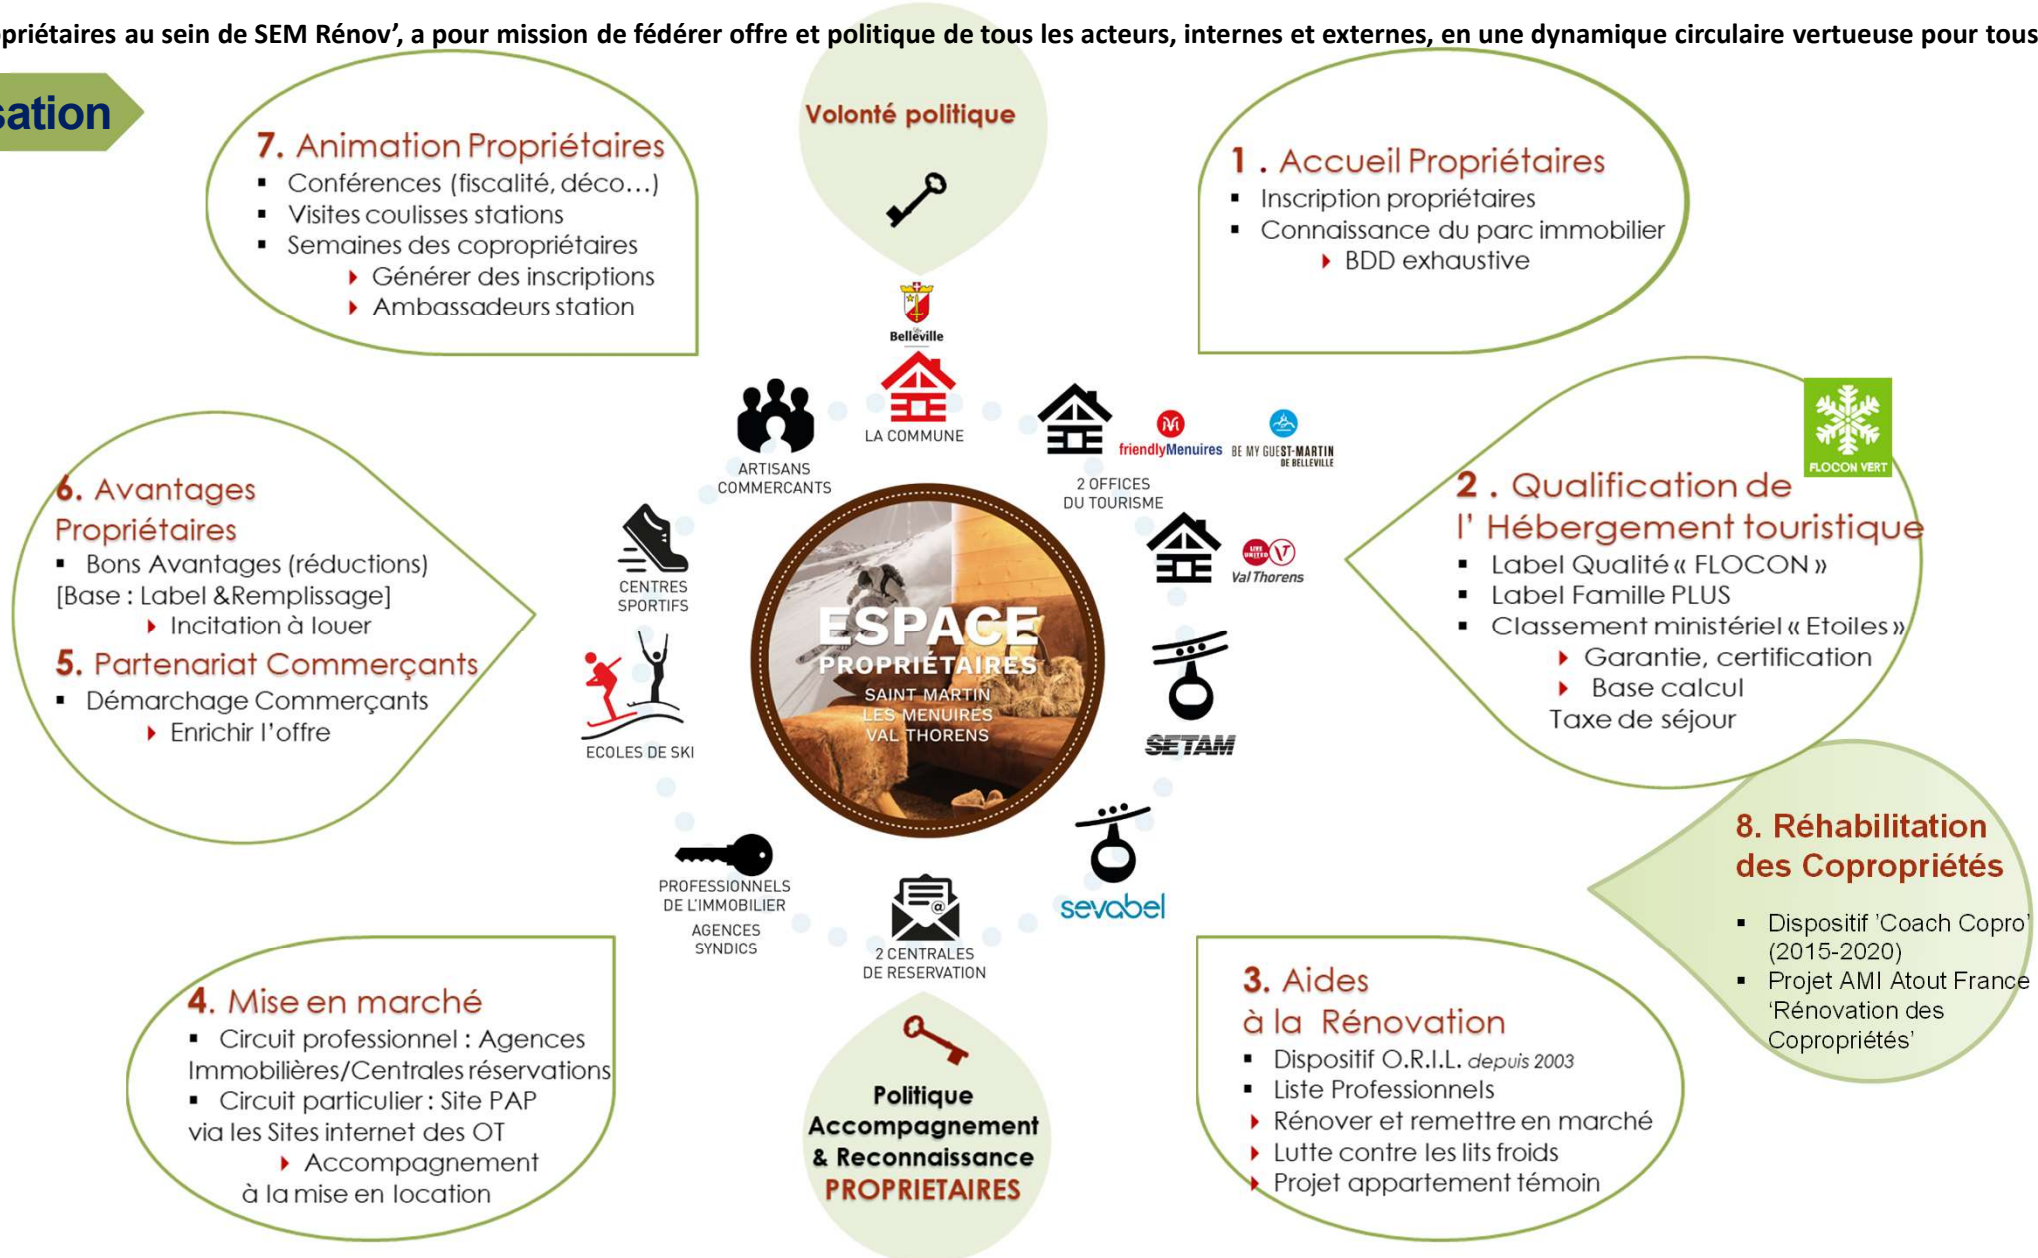 priétaires au sein de SEM Rénov’, a pour mission de fédérer offre et politique de tous les acteurs, internes et externes, en une dynamique circulaire vertueuse pour tous
sation
Volonté politique
1 . Accueil Propriétaires
▪ Inscription propriétaires
▪ Connaissance du parc immobilier
BDD exhaustive
FLOCON VERT
2 . Qualification de
l’ Hébergement touristique
▪ Label Qualité « FLOCON »
▪ Label Famille PLUS
▪ Classement ministériel « Etoiles »
Garantie, certification
Base calcul
Taxe de séjour
8. Réhabilitation
des Copropriétés
▪ Dispositif ’Coach Copro’
(2015-2020)
▪ Projet AMI Atout France
‘Rénovation des
Copropriétés’
3. Aides
à la Rénovation
▪ Dispositif O.R.I.L. depuis 2003
▪ Liste Professionnels
Rénover et remettre en marché
Lutte contre les lits froids
Projet appartement témoin
4. Mise en marché
▪ Circuit professionnel : Agences
Immobilières/Centrales réservations
▪ Circuit particulier : Site PAP
via les Sites internet des OT
Accompagnement
à la mise en location
6. Avantages
Propriétaires
▪ Bons Avantages (réductions)
[Base : Label &Remplissage]
Incitation à louer
5. Partenariat Commerçants
▪ Démarchage Commerçants
Enrichir l’offre
7. Animation Propriétaires
▪ Conférences (fiscalité, déco…)
▪ Visites coulisses stations
▪ Semaines des copropriétaires
Générer des inscriptions
Ambassadeurs station
Les
Belleville
LA COMMUNE
2 OFFICES
DU TOURISME
friendlyMenuires
BE MY GUEST-MARTIN
DE BELLEVILLE
LIVE
UNITED
Val Thorens
SETAM
sevabel
2 CENTRALES
DE RESERVATION
PROFESSIONNELS
DE L’IMMOBILIER
AGENCES
SYNDICS
ECOLES DE SKI
CENTRES
SPORTIFS
ARTISANS
COMMERCANTS
ESPACE
PROPRIÉTAIRES
SAINT MARTIN
LES MENUIRES
VAL THORENS
Politique
Accompagnement
& Reconnaissance
PROPRIETAIRES